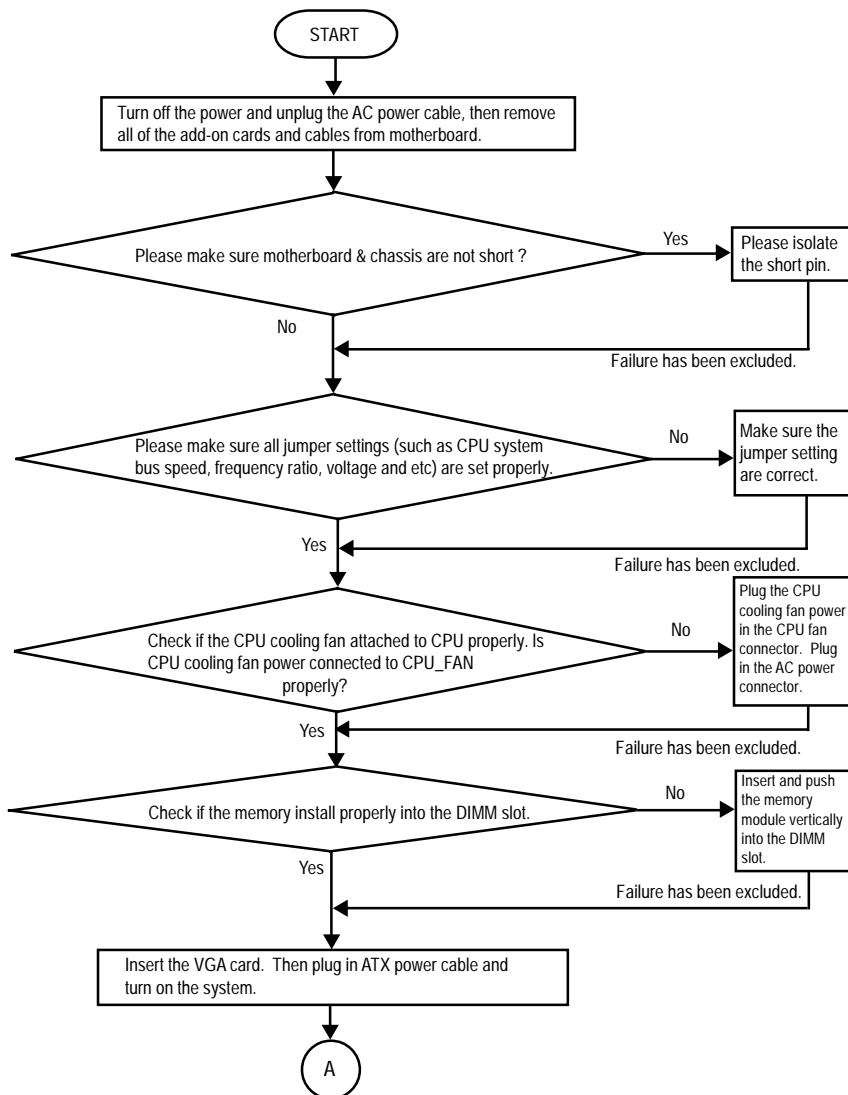 START
Turn off the power and unplug the AC power cable, then remove
all of the add-on cards and cables from motherboard.
Please make sure motherboard & chassis are not short ?
Yes
Please isolate
the short pin.
No
Failure has been excluded.
Please make sure all jumper settings (such as CPU system
bus speed, frequency ratio, voltage and etc) are set properly.
No
Make sure the
jumper setting
are correct.
Yes
Failure has been excluded.
Check if the CPU cooling fan attached to CPU properly. Is
CPU cooling fan power connected to CPU_FAN
properly?
No
Plug the CPU
cooling fan power
in the CPU fan
connector. Plug
in the AC power
connector.
Yes
Failure has been excluded.
Check if the memory install properly into the DIMM slot.
No
Insert and push
the memory
module vertically
into the DIMM
slot.
Yes
Failure has been excluded.
Insert the VGA card. Then plug in ATX power cable and
turn on the system.
A